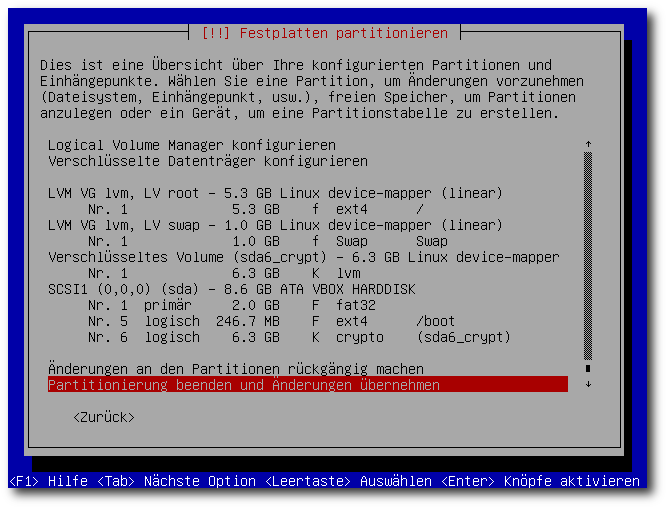 [!!] Festplatten partitionieren
Dies ist eine Übersicht über Ihre konfigurierten Partitionen und
Einhängepunkte. Wählen Sie eine Partition, um Änderungen vorzunehmen
(Dateisystem, Einhängepunkt, usw.), freien Speicher, um Partitionen
anzulegen oder ein Gerät, um eine Partitionstabelle zu erstellen.
Logical Volume Manager konfigurieren
Verschlüsselte Datenträger konfigurieren
LVM VG lvm, LV root – 5.3 GB Linux device-mapper (linear)
Nr. 1 5.3 GB f ext4 /
LVM VG lvm, LV swap – 1.0 GB Linux device-mapper (linear)
Nr. 1 1.0 GB f Swap Swap
Verschlüsseltes Volume (sda6_crypt) – 6.3 GB Linux device-mapper
Nr. 1 6.3 GB K lvm
SCSI1 (0,0,0) (sda) – 8.6 GB ATA VBOX HARDDISK
Nr. 1 primär 2.0 GB F fat32
Nr. 5 logisch 246.7 MB F ext4 /boot
Nr. 6 logisch 6.3 GB K crypto (sda6_crypt)
Änderungen an den Partitionen rückgängig machen
Partitionierung beenden und Änderungen übernehmen
<Zurück>
<F1> Hilfe <Tab> Nächste Option <Leertaste> Auswählen <Enter> Knöpfe aktivieren